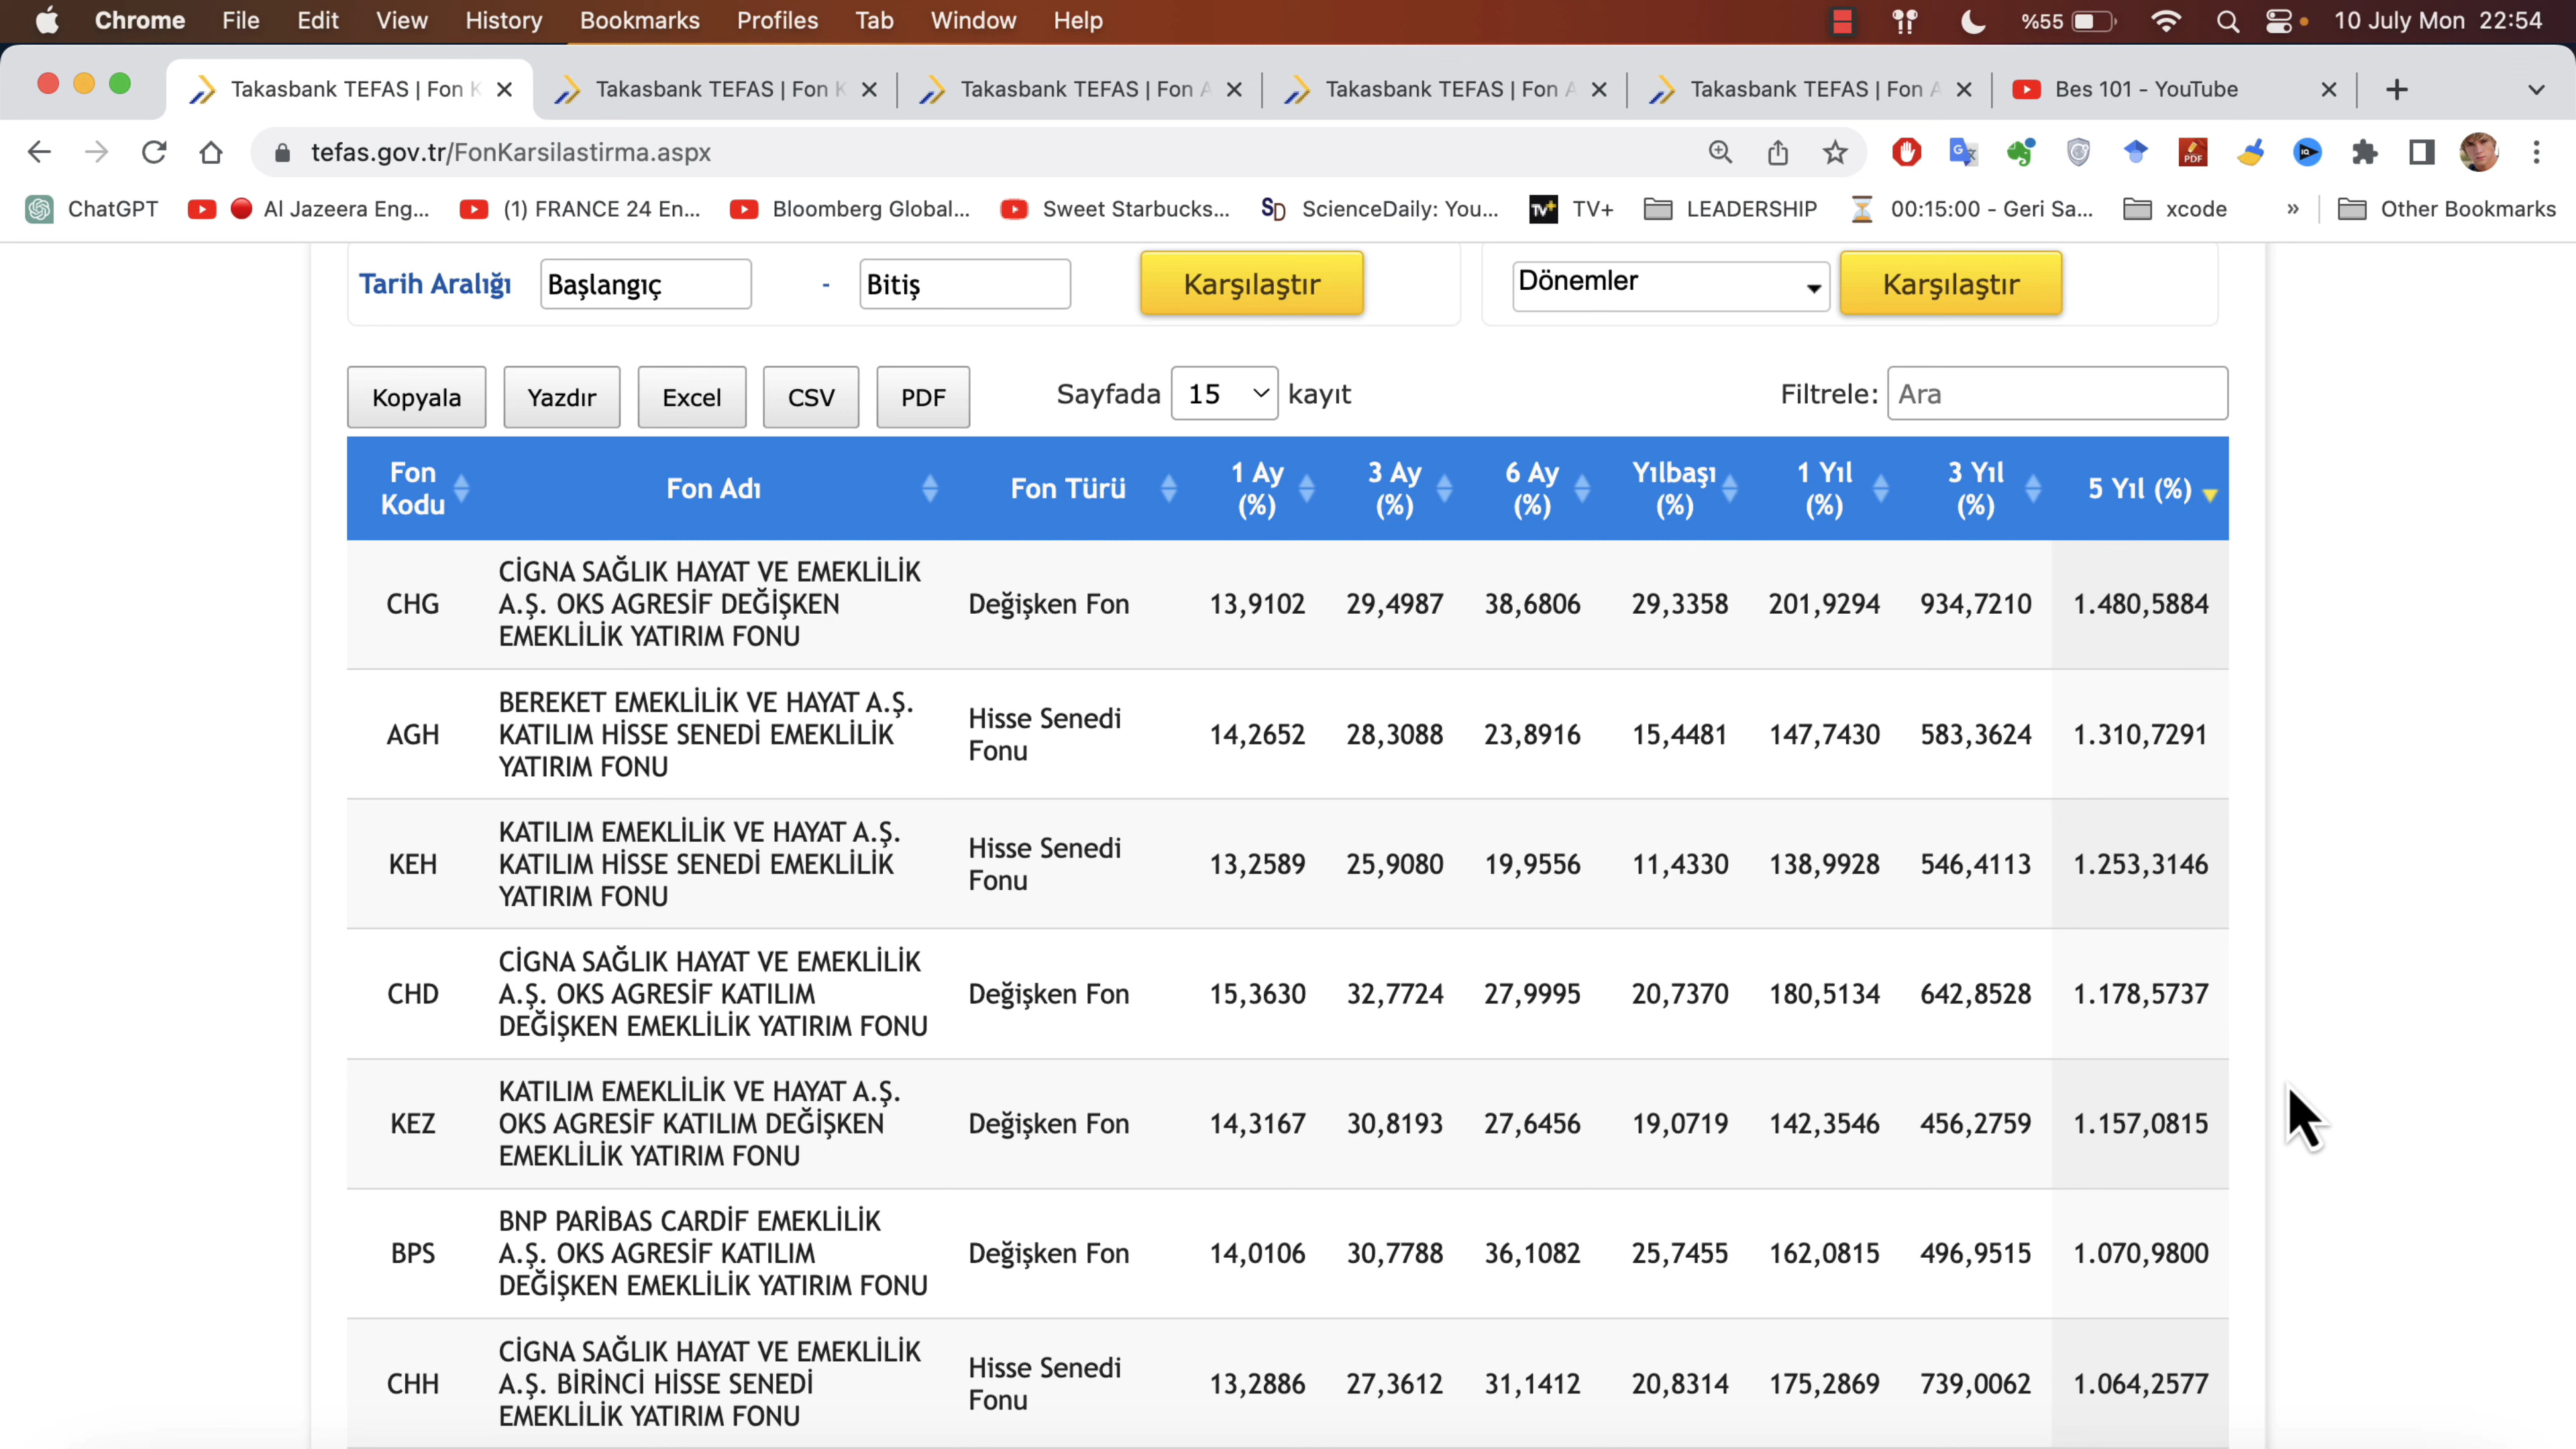 Chrome File Edit View History Bookmarks Profiles Tab Window Help %55 10 July Mon 22:54
Takasbank TEFAS | Fon K Takasbank TEFAS | Fon K Takasbank TEFAS | Fon A Takasbank TEFAS | Fon A Takasbank TEFAS | Fon A Bes 101 - YouTube
tefas.gov.tr/FonKarsilastirma.aspx
ChatGPT Al Jazeera Eng... (1) FRANCE 24 En... Bloomberg Global... Sweet Starbucks... ScienceDaily: You... TV+ LEADERSHIP 00:15:00 - Geri Sa... xcode » Other Bookmarks
Tarih Aralığı Başlangıç - Bitiş Karşılaştır Dönemler Karşılaştır
Kopyala Yazdır Excel CSV PDF Sayfada 15 kayıt Filtrele: Ara
Fon Kodu Fon Adı Fon Türü 1 Ay (%) 3 Ay (%) 6 Ay (%) Yılbaşı (%) 1 Yıl (%) 3 Yıl (%) 5 Yıl (%)
CİGNA SAĞLIK HAYAT VE EMEKLİLİK
CHG A.Ş. OKS AGRESİF DEĞİŞKEN Değişken Fon 13,9102 29,4987 38,6806 29,3358 201,9294 934,7210 1.480,5884
EMEKLİLİK YATIRIM FONU
BEREKET EMEKLİLİK VE HAYAT A.Ş.
AGH KATILIM HİSSE SENEDİ EMEKLİLİK Hisse Senedi Fonu 14,2652 28,3088 23,8916 15,4481 147,7430 583,3624 1.310,7291
YATIRIM FONU
KATILIM EMEKLİLİK VE HAYAT A.Ş.
KEH KATILIM HİSSE SENEDİ EMEKLİLİK Hisse Senedi Fonu 13,2589 25,9080 19,9556 11,4330 138,9928 546,4113 1.253,3146
YATIRIM FONU
CİGNA SAĞLIK HAYAT VE EMEKLİLİK
CHD A.Ş. OKS AGRESİF KATILIM Değişken Fon 15,3630 32,7724 27,9995 20,7370 180,5134 642,8528 1.178,5737
DEĞİŞKEN EMEKLİLİK YATIRIM FONU
KATILIM EMEKLİLİK VE HAYAT A.Ş.
KEZ OKS AGRESİF KATILIM DEĞİŞKEN Değişken Fon 14,3167 30,8193 27,6456 19,0719 142,3546 456,2759 1.157,0815
EMEKLİLİK YATIRIM FONU
BNP PARİBAS CARDİF EMEKLİLİK
BPS A.Ş. OKS AGRESİF KATILIM Değişken Fon 14,0106 30,7788 36,1082 25,7455 162,0815 496,9515 1.070,9800
DEĞİŞKEN EMEKLİLİK YATIRIM FONU
CİGNA SAĞLIK HAYAT VE EMEKLİLİK
CHH A.Ş. BİRİNCİ HİSSE SENEDİ Hisse Senedi Fonu 13,2886 27,3612 31,1412 20,8314 175,2869 739,0062 1.064,2577
EMEKLİLİK YATIRIM FONU